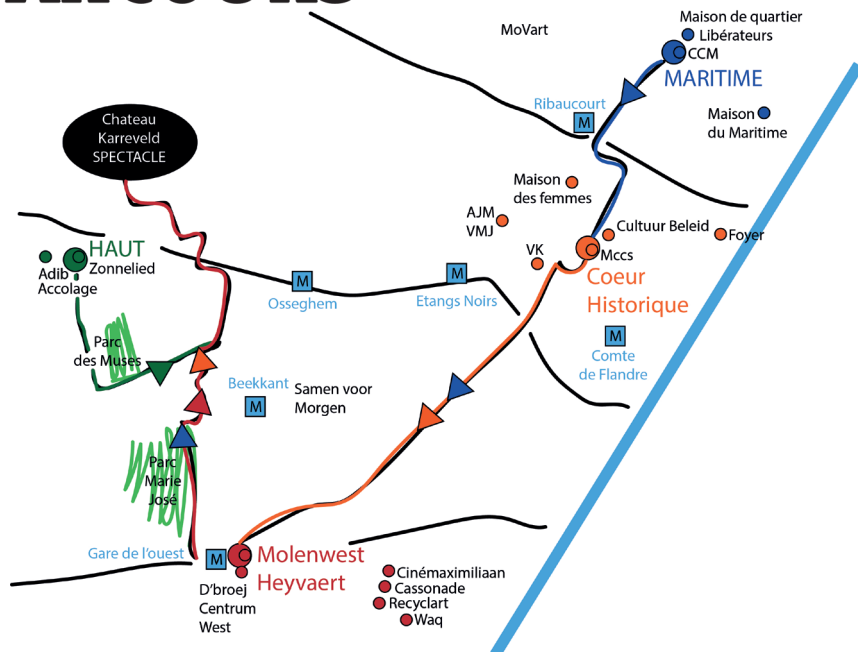 Maison de quartier
Libérateurs
CCM
MARITIME
MoVart
Ribaucourt
M
Maison
du Maritime
Chateau
Karreveld
SPECTACLE
Maison
des femmes
AJM
VMJ
Cultuur Beleid
Foyer
VK
Mccs
Coeur
Historique
HAUT
Zonnelied
Adib
Accolage
M
Osseghem
M
Etangs Noirs
M
Comte
de Flandre
Parc
des Muses
Beekkant
M
Samen voor
Morgen
Parc
Marie
José
Gare de l'ouest
M
Molenwest
Heyvaert
D'broej
Centrum
West
Cinémaximiliaan
Cassonade
Recyclart
Waq